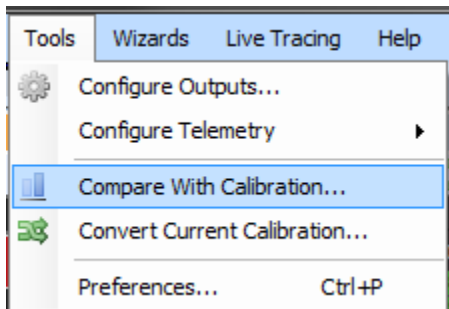 Tools Wizards Live Tracing Help
Configure Outputs...
Configure Telemetry
Compare With Calibration...
Convert Current Calibration...
Preferences... Ctrl+P